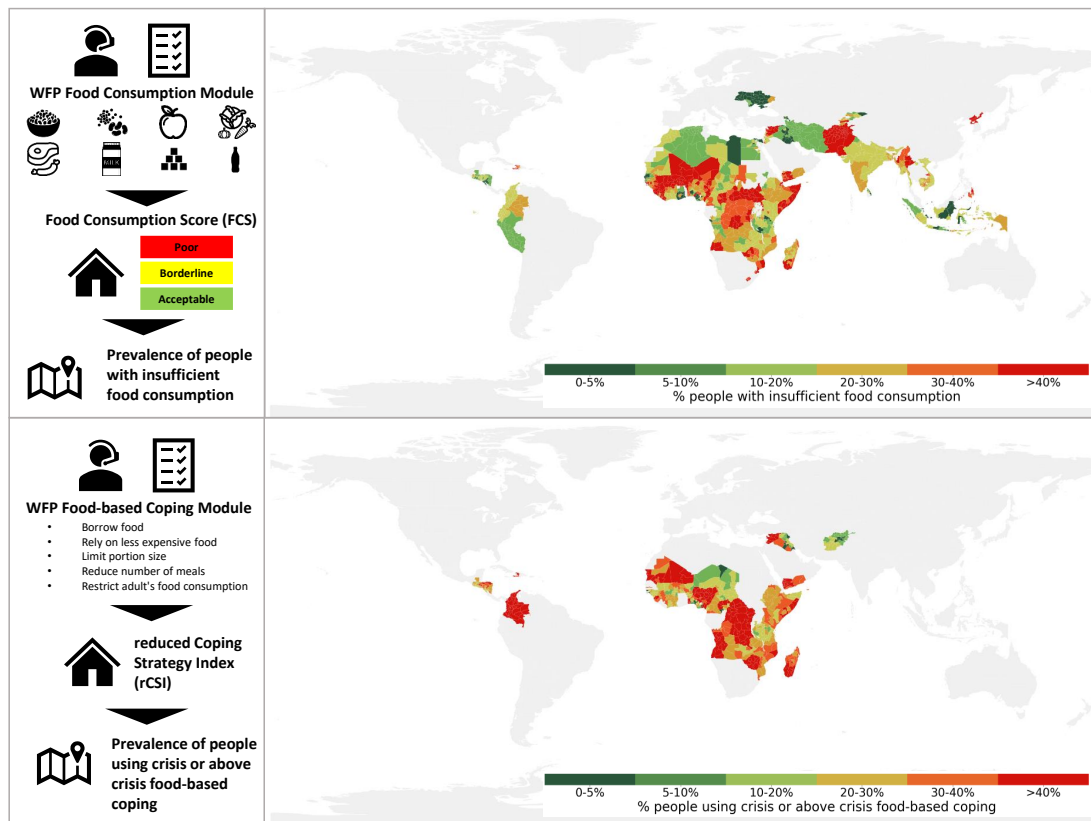 WFP Food Consumption Module
MILK
Food Consumption Score (FCS)
Poor
Borderline
Acceptable
Prevalence of people
with insufficient
food consumption
0-5%
5-10%
10-20%
20-30%
30-40%
>40%
% people with insufficient food consumption
WFP Food-based Coping Module
• Borrow food
• Rely on less expensive food
• Limit portion size
• Reduce number of meals
• Restrict adult's food consumption
reduced Coping
Strategy Index
(rCSI)
Prevalence of people
using crisis or above
crisis food-based
coping
0-5%
5-10%
10-20%
20-30%
30-40%
>40%
% people using crisis or above crisis food-based coping